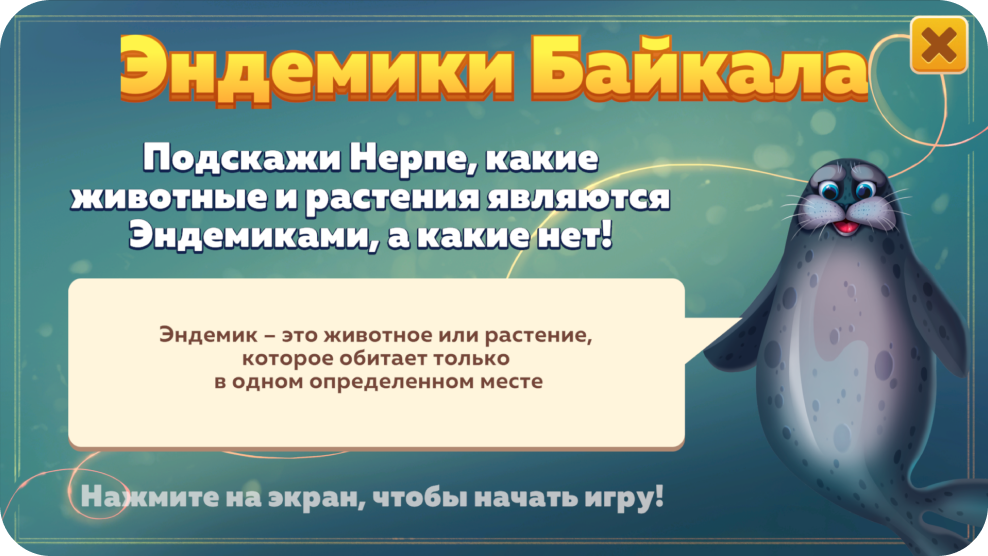 Эндемики Байкала
Подскажи Нерпе, какие
животные и растения являются
Эндемиками, а какие нет!
Эндемик – это животное или растение,
которое обитает только
в одном определенном месте
Нажмите на экран, чтобы начать игру!